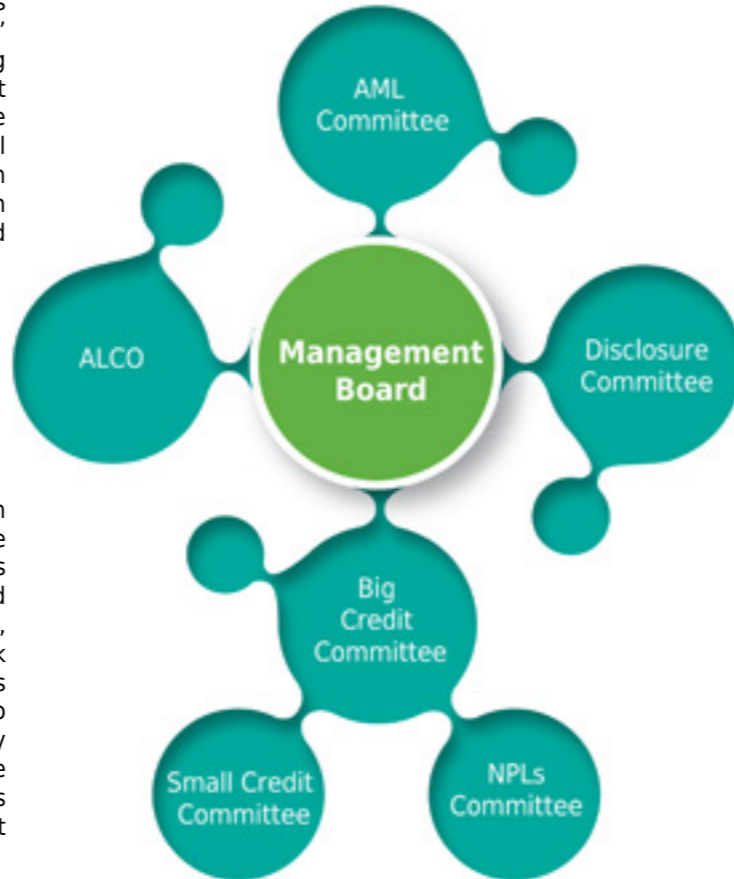 AML
Committee
ALCO
Management
Board
Disclosure
Committee
Big
Credit
Committee
Small Credit
Committee
NPLs
Committee